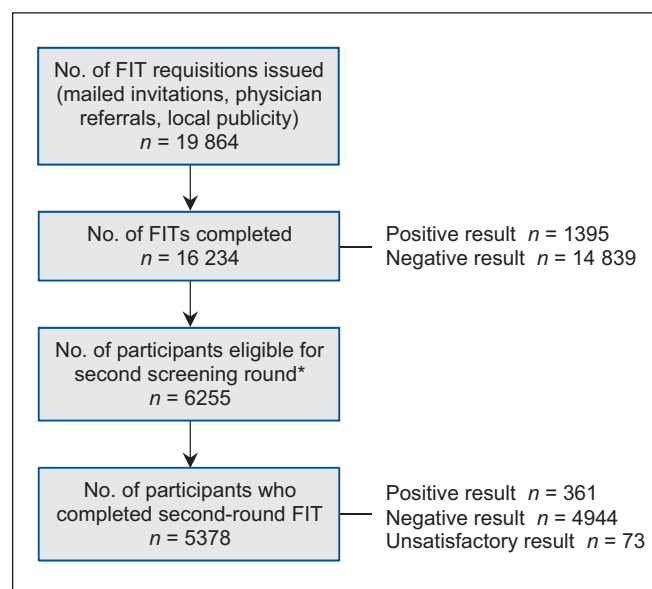 No. of FIT requisitions issued
(mailed invitations, physician
referrals, local publicity)
n = 19 864
No. of FITs completed
n = 16 234
Positive result n = 1395
Negative result n = 14 839
No. of participants eligible for
second screening round*
n = 6255
No. of participants who
completed second-round FIT
n = 5378
Positive result n = 361
Negative result n = 4944
Unsatisfactory result n = 73